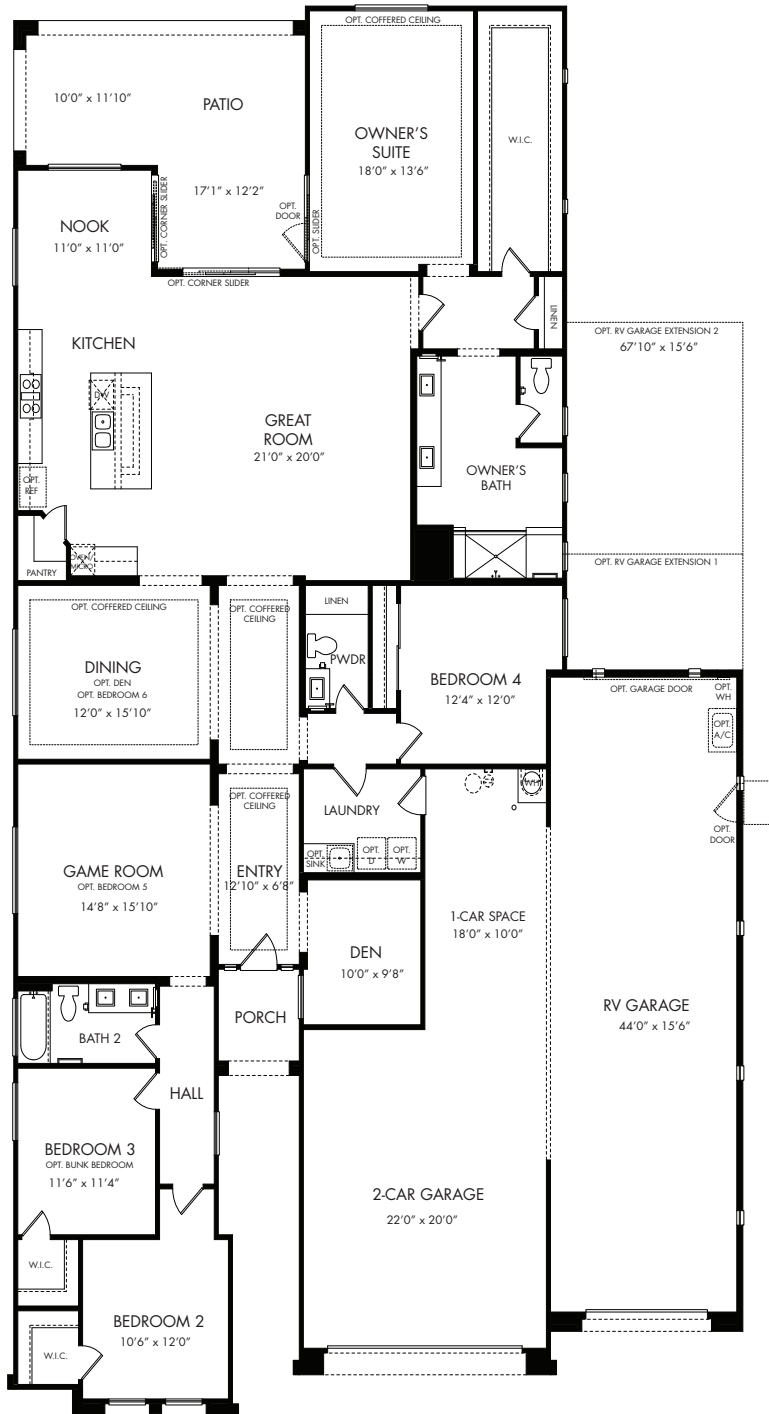 OPT. COFFERED CEILING
10'0" x 11'10"
PATIO
OWNER'S
SUITE
18'0" x 13'6"
W.I.C.
17'1" x 12'2"
OPT. CORNER SLIDER
OPT.
DOOR
OPT. SLIDER
NOOK
11'0" x 11'0"
OPT. CORNER SLIDER
LINEN
OPT. RV GARAGE EXTENSION 2
67'10" x 15'6"
KITCHEN
DW
GREAT
ROOM
21'0" x 20'0"
OWNER'S
BATH
OPT.
REF
PANTRY
OVEN/
MICRO
OPT. RV GARAGE EXTENSION 1
OPT. COFFERED CEILING
OPT. COFFERED
CEILING
LINEN
DINING
OPT. DEN
OPT. BEDROOM 6
12'0" x 15'10"
PWDR
BEDROOM 4
12'4" x 12'0"
OPT. GARAGE DOOR
OPT.
WH
OPT.
A/C
OPT. COFFERED
CEILING
LAUNDRY
WH
OPT.
DOOR
OPT.
SINK
OPT.
D
OPT.
W
GAME ROOM
OPT. BEDROOM 5
14'8" x 15'10"
ENTRY
12'10" x 6'8"
1-CAR SPACE
18'0" x 10'0"
DEN
10'0" x 9'8"
RV GARAGE
44'0" x 15'6"
PORCH
BATH 2
HALL
BEDROOM 3
OPT. BUNK BEDROOM
11'6" x 11'4"
2-CAR GARAGE
22'0" x 20'0"
W.I.C.
BEDROOM 2
10'6" x 12'0"
W.I.C.